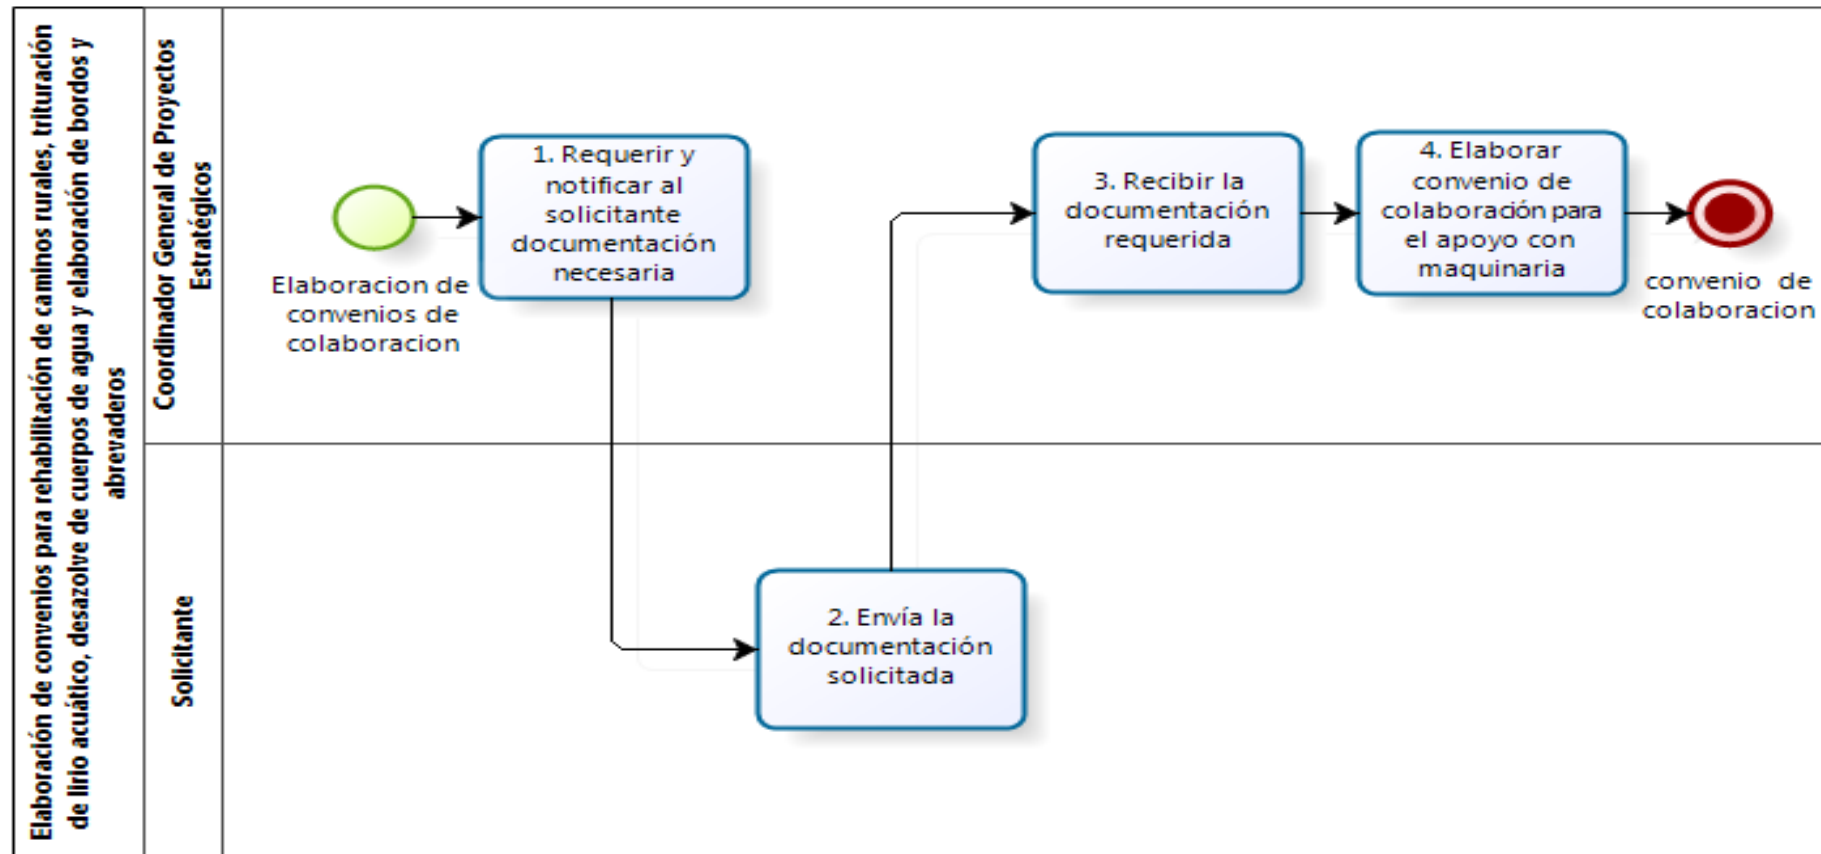 Elaboración de convenios para rehabilitación de caminos rurales, trituración
de lirio acuático, desazolve de cuerpos de agua y elaboración de bordos y
abrevaderos
Coordinador General de Proyectos
Estratégicos
Elaboracion de
convenios de
colaboracion
1. Requerir y
notificar al
solicitante
documentación
necesaria
3. Recibir la
documentación
requerida
4. Elaborar
convenio de
colaboración para
el apoyo con
maquinaria
convenio de
colaboracion
Solicitante
2. Envía la
documentación
solicitada